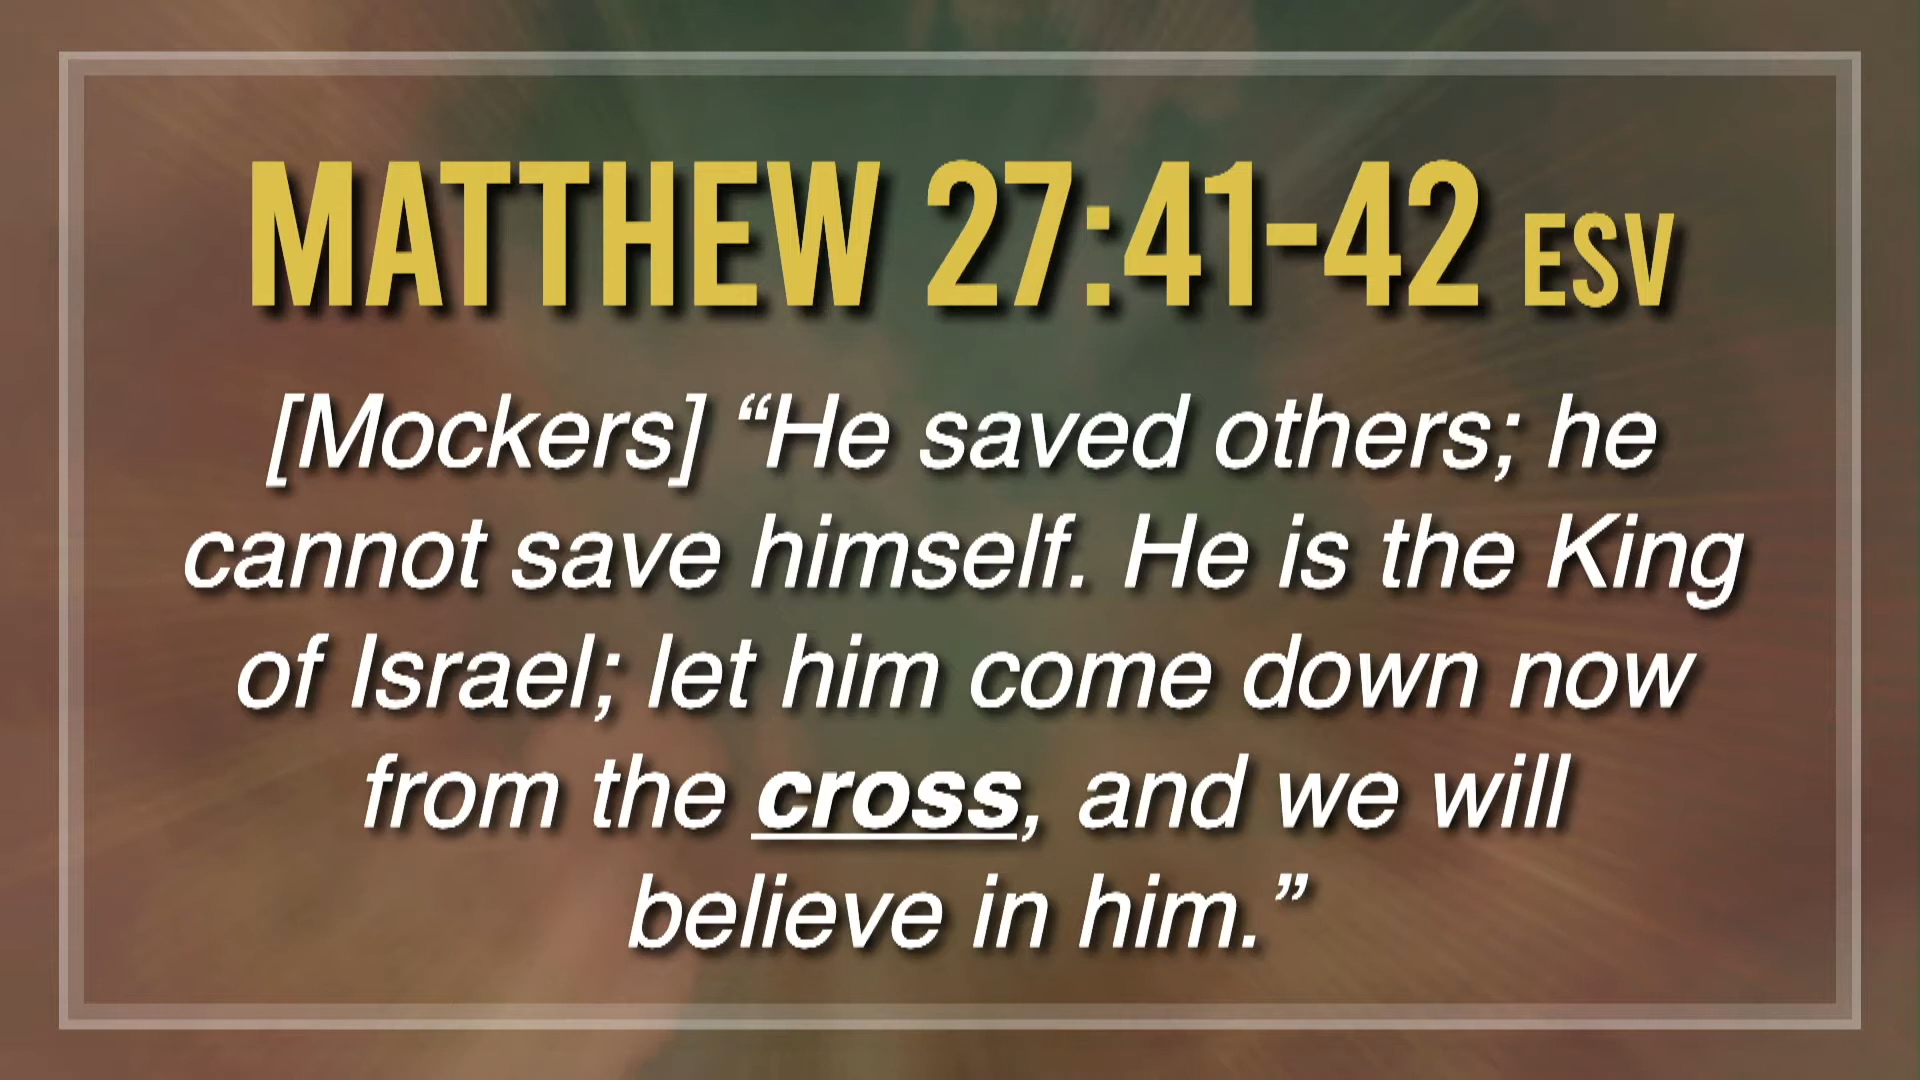 MATTHEW 27:41-42 ESV
[Mockers] “He saved others; he
cannot save himself. He is the King
of Israel; let him come down now
from the cross, and we will
believe in him.”